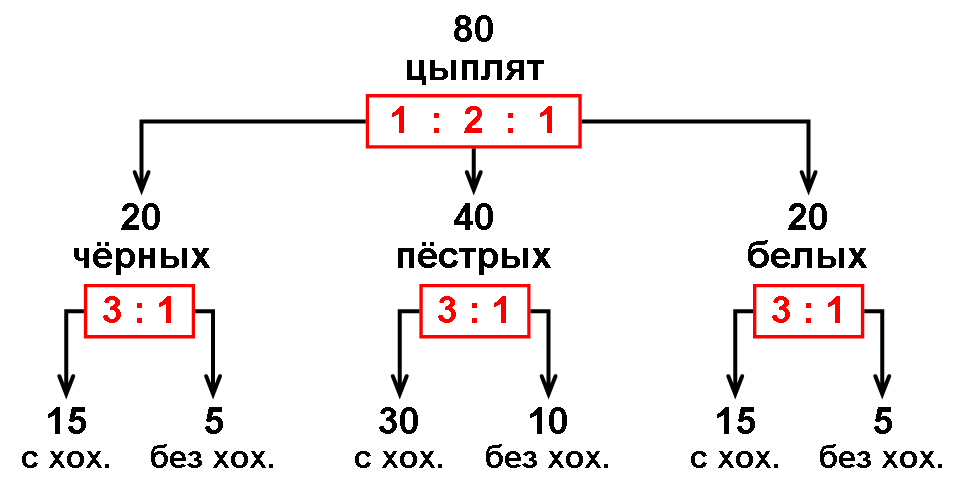 80
цыплят
1 : 2 : 1
20 40 20
чёрных пёстрых белых
3 : 1 3 : 1 3 : 1
15 5 30 10 15 5
с хох. без хох. с хох. без хох. с хох. без хох.